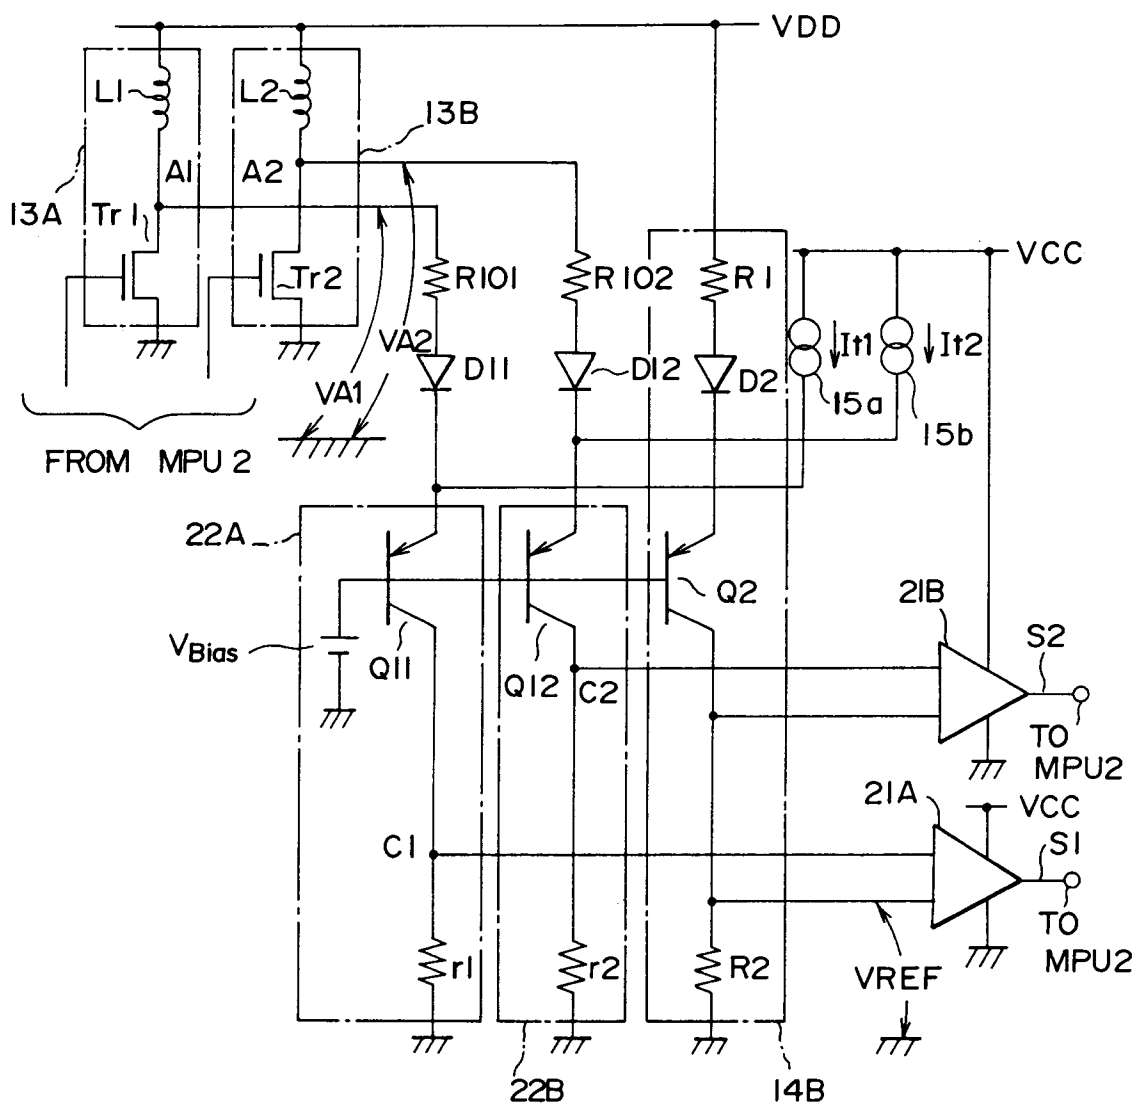 VDD
L1
L2
13B
A1
A2
13A
Tr1
VCC
R101
R102
R1
Tr2
VA2
It1
It2
D11
D12
D2
VA1
15a
15b
FROM MPU2
22A
Q2
21B
VBias
Q11
Q12
C2
S2
TO
MPU2
21A
VCC
C1
S1
TO
MPU2
r1
r2
R2
VREF
22B
14B